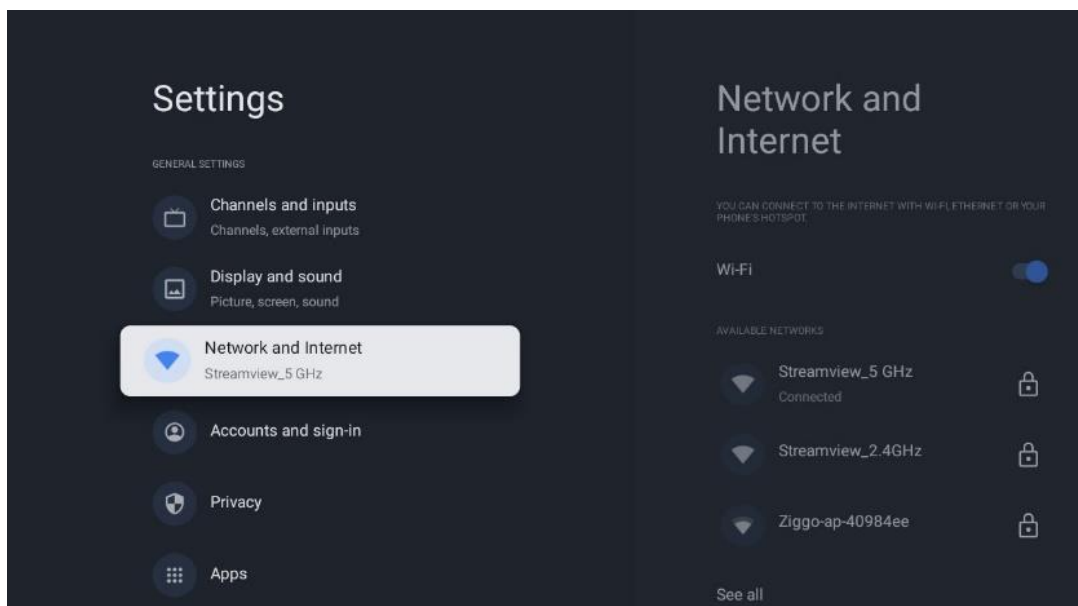 Settings
GENERAL SETTINGS
Channels and inputs
Channels, external inputs
Display and sound
Picture, screen, sound
Network and Internet
Streamview_5 GHz
Accounts and sign-in
Privacy
Apps
Network and
Internet
YOU CAN CONNECT TO THE INTERNET WITH WI-FI, ETHERNET OR YOUR
PHONE'S HOTSPOT.
Wi-Fi
AVAILABLE NETWORKS
Streamview_5 GHz
Connected
Streamview_2.4GHz
Ziggo-ap-40984ee
See all